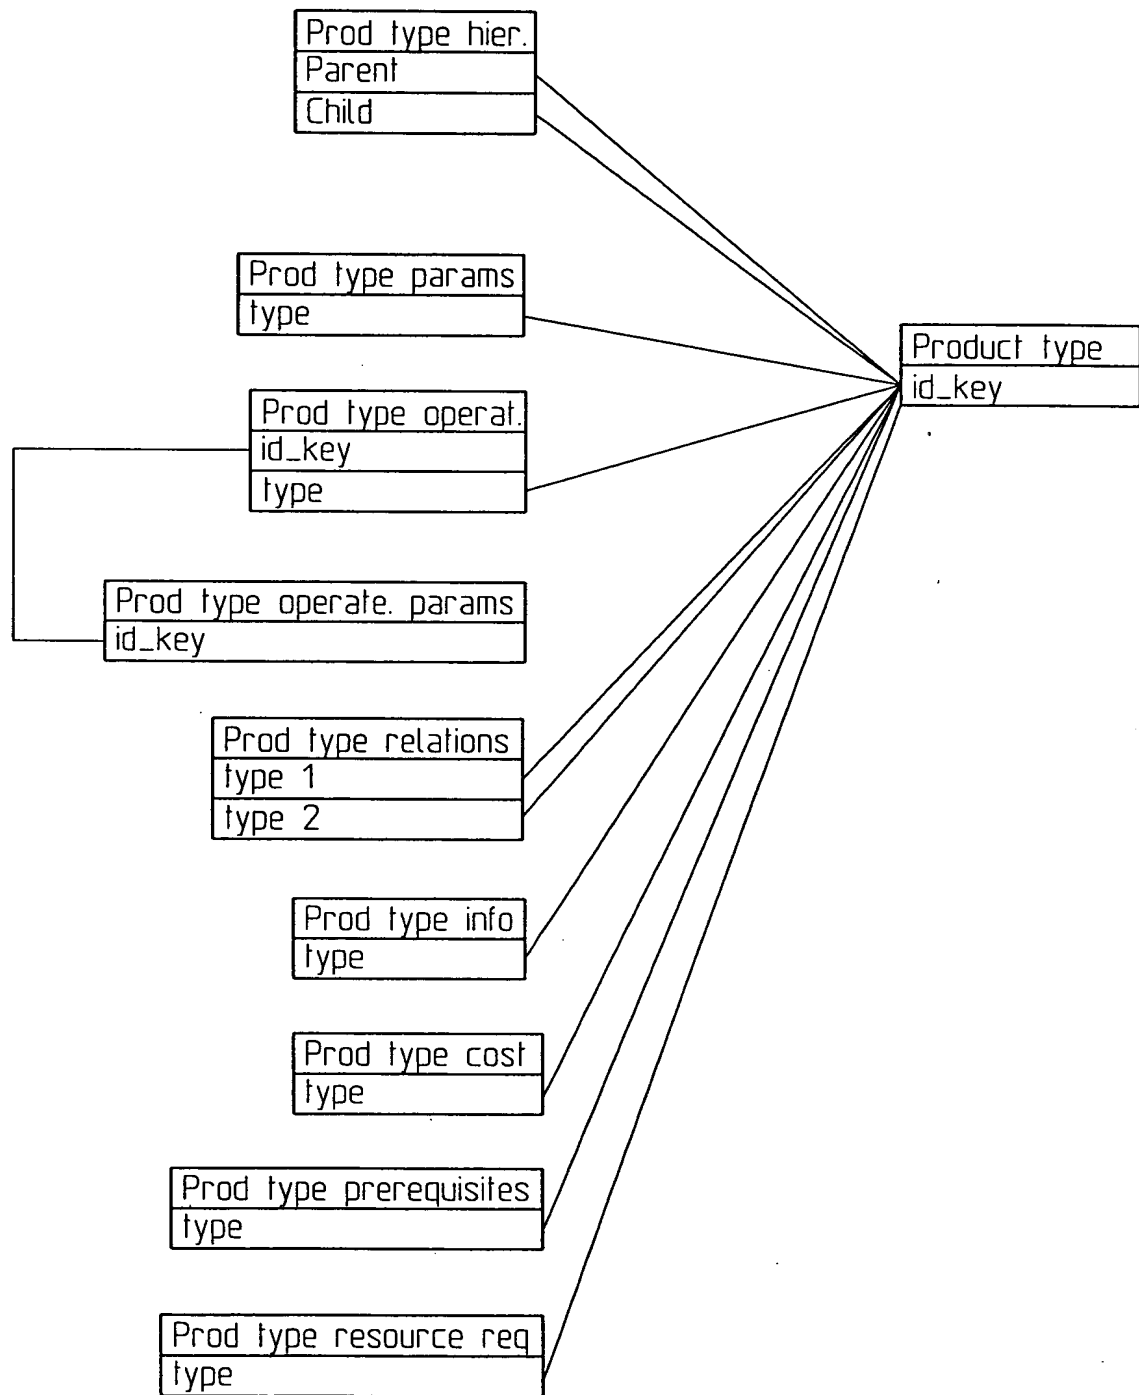 Prod type hier.
Parent
Child
Prod type params
type
Product type
id_key
Prod type operat.
id_key
type
Prod type operate. params
id_key
Prod type relations
type 1
type 2
Prod type info
type
Prod type cost
type
Prod type prerequisites
type
Prod type resource req
type